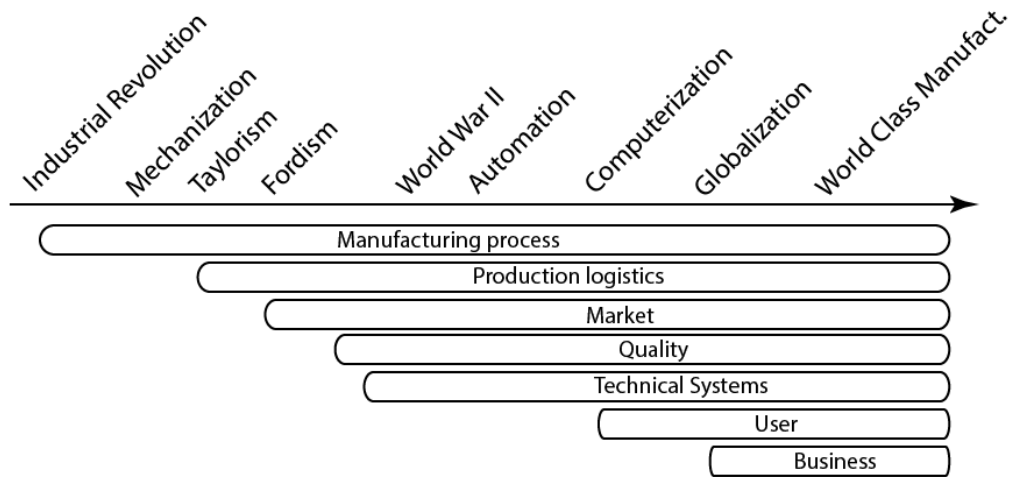 Industrial Revolution
Mechanization
Taylorism
Fordism
World War II
Automation
Computerization
Globalization
World Class Manufact.
Manufacturing process
Production logistics
Market
Quality
Technical Systems
User
Business